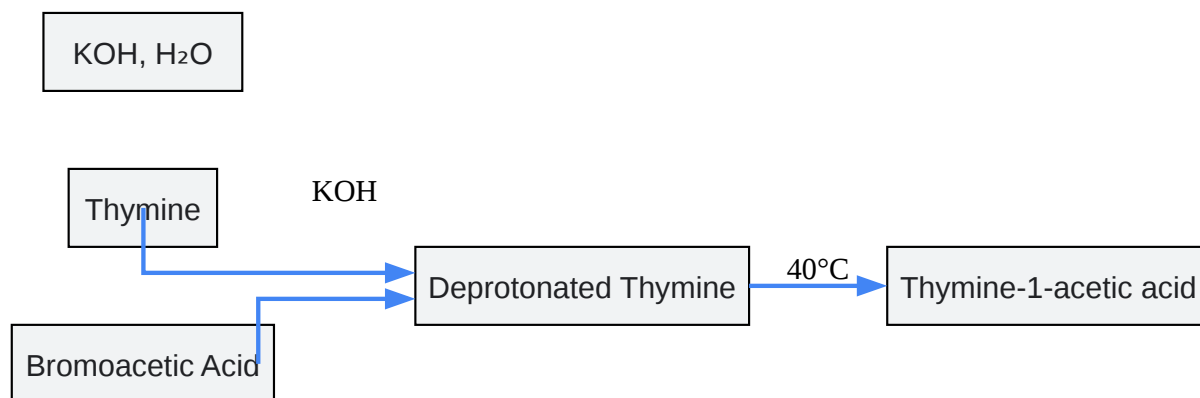 KOH, H₂O
Thymine
KOH
Deprotonated Thymine
40°C
Thymine-1-acetic acid
Bromoacetic Acid